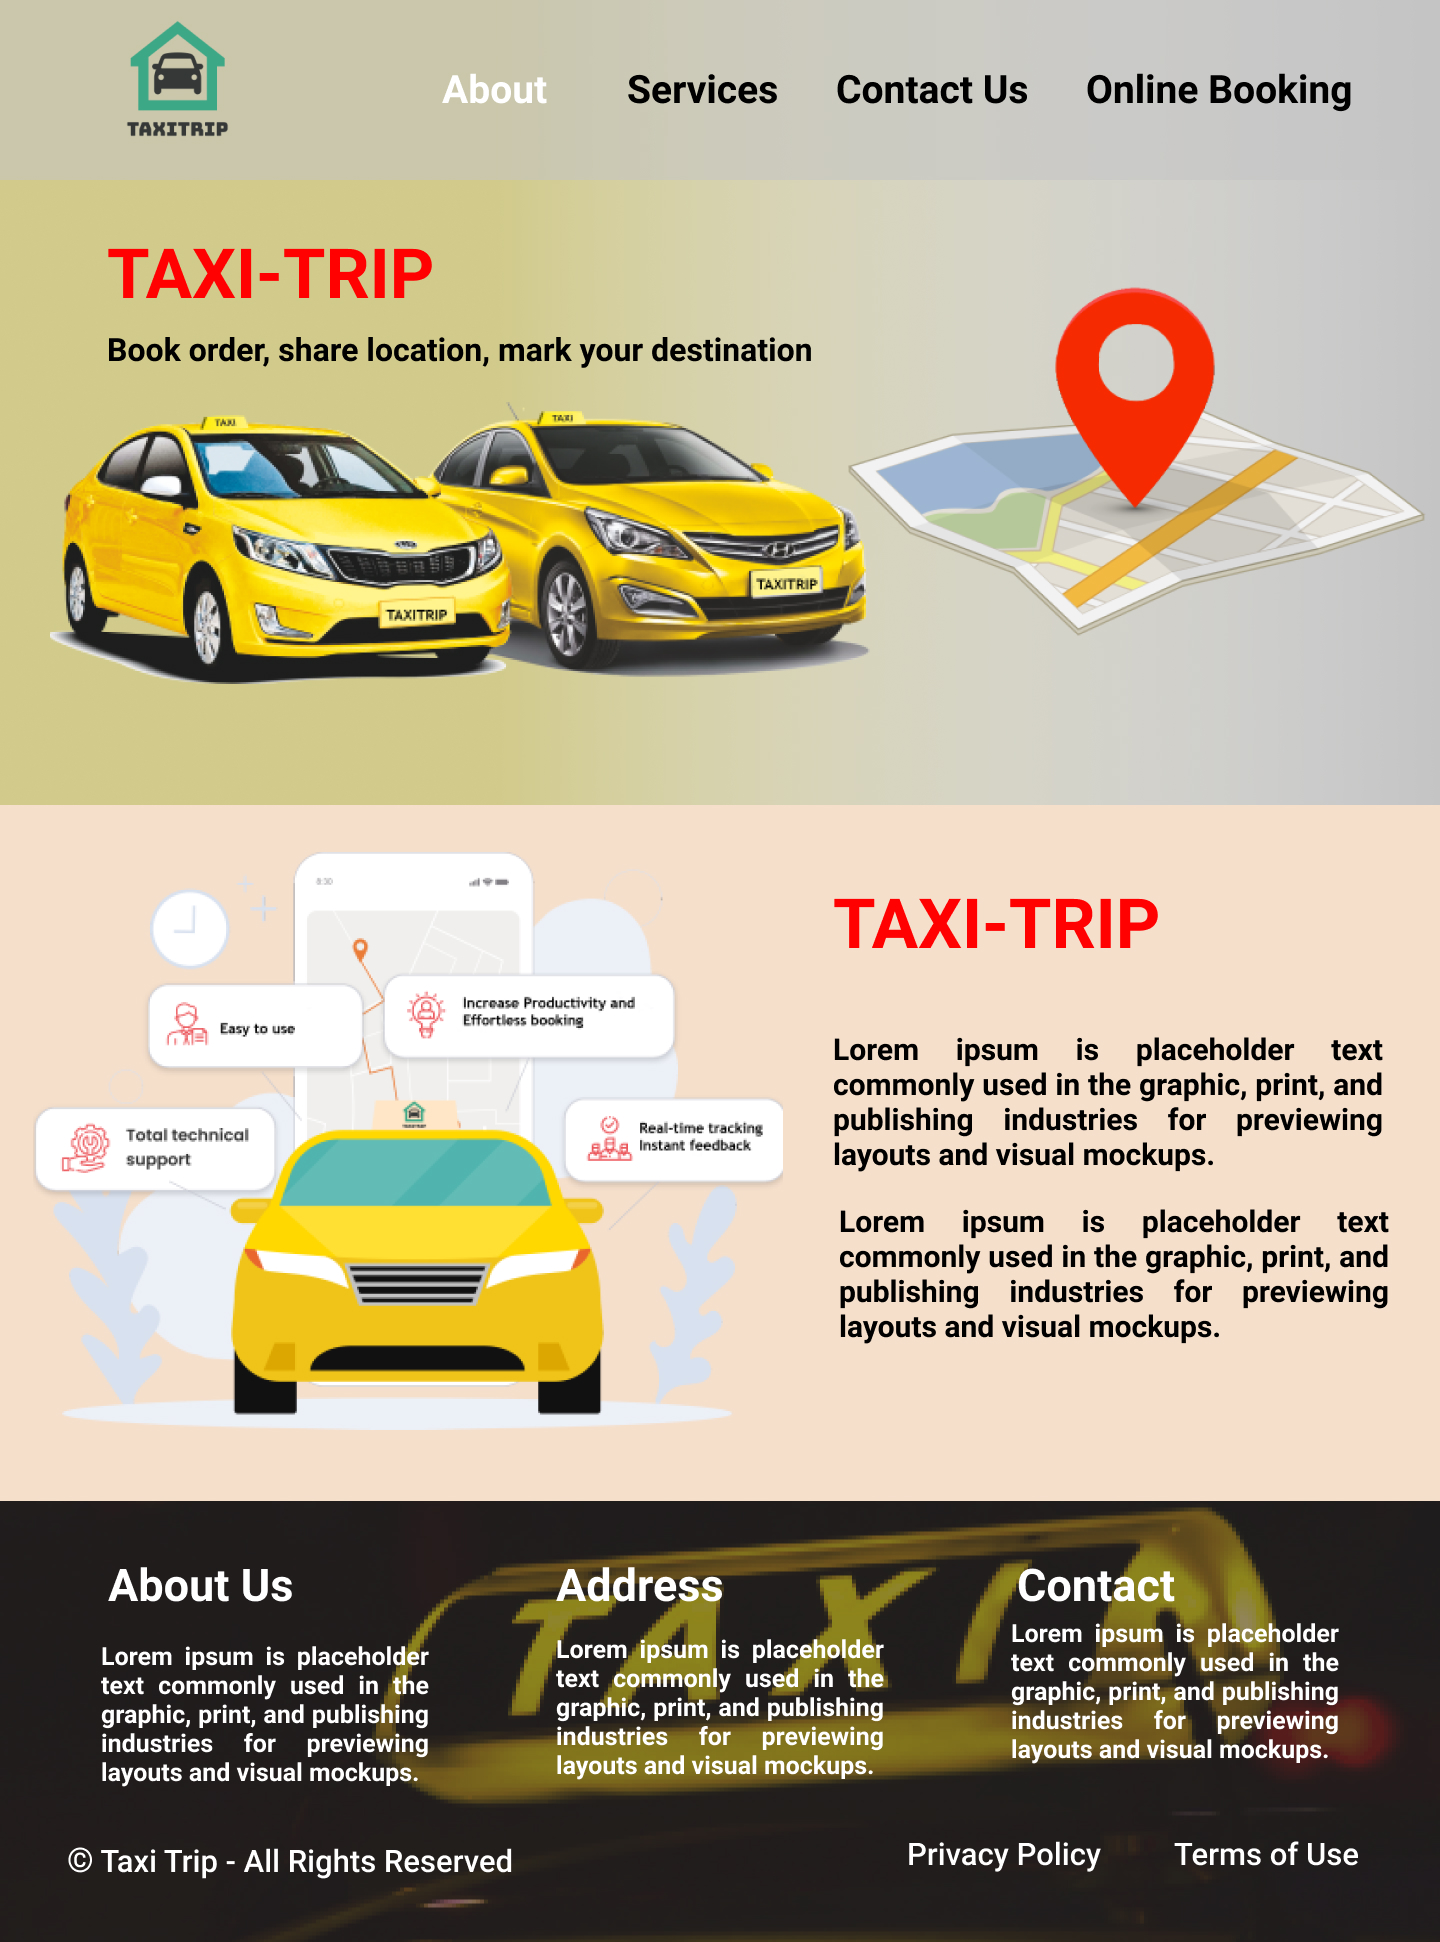 TAXITRIP
About Services Contact Us Online Booking
TAXI-TRIP
Book order, share location, mark your destination
TAXI
TAXI
TAXITRIP
TAXITRIP
8:30
Increase Productivity and
Effortless booking
Easy to use
TAXITRIP
Total technical
support
Real-time tracking
Instant feedback
TAXI-TRIP
Lorem ipsum is placeholder text
commonly used in the graphic, print, and
publishing industries for previewing
layouts and visual mockups.
Lorem ipsum is placeholder text
commonly used in the graphic, print, and
publishing industries for previewing
layouts and visual mockups.
TAXI
About Us
Lorem ipsum is placeholder
text commonly used in the
graphic, print, and publishing
industries for previewing
layouts and visual mockups.
Address
Lorem ipsum is placeholder
text commonly used in the
graphic, print, and publishing
industries for previewing
layouts and visual mockups.
Contact
Lorem ipsum is placeholder
text commonly used in the
graphic, print, and publishing
industries for previewing
layouts and visual mockups.
© Taxi Trip - All Rights Reserved
Privacy Policy Terms of Use